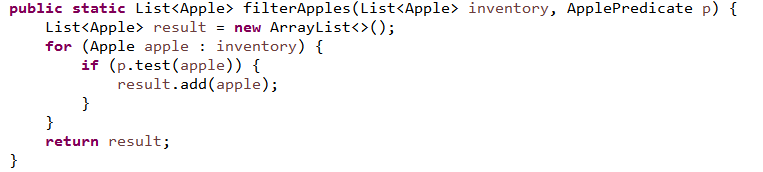 public static List<Apple> filterApples(List<Apple> inventory, ApplePredicate p) {
    List<Apple> result = new ArrayList<>();
    for (Apple apple : inventory) {
        if (p.test(apple)) {
            result.add(apple);
        }
    }
    return result;
}